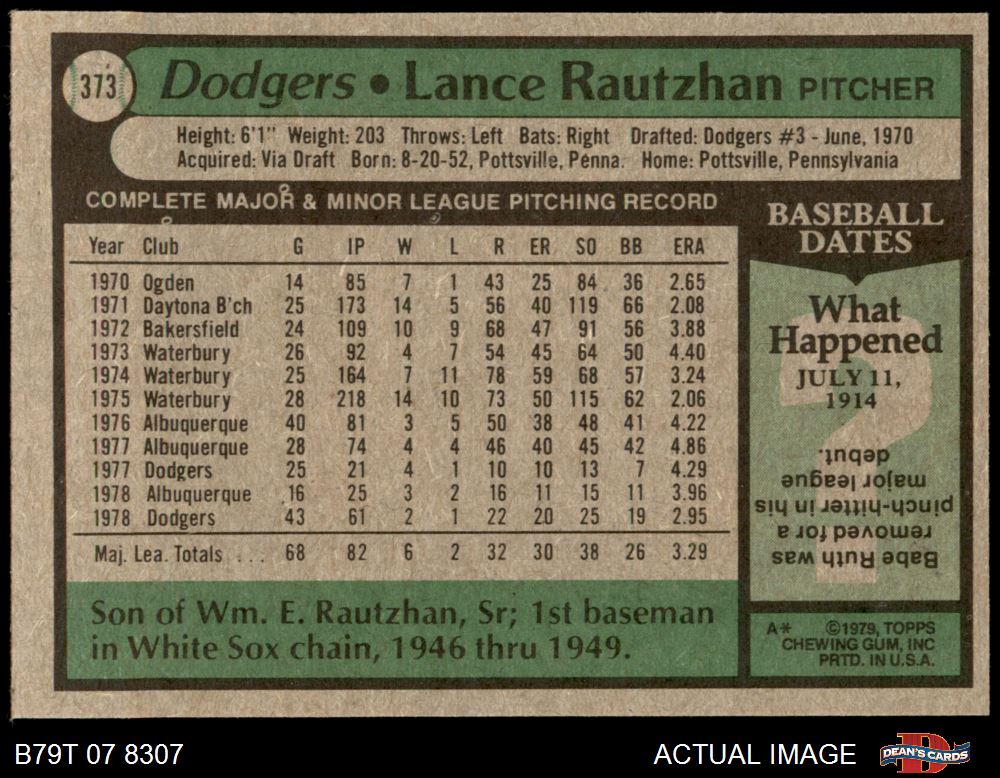 373
Dodgers • Lance Rautzhan PITCHER
Height: 6'1" Weight: 203 Throws: Left Bats: Right Drafted: Dodgers #3 - June, 1970
Acquired: Via Draft Born: 8-20-52, Pottsville, Penna. Home: Pottsville, Pennsylvania
COMPLETE MAJOR & MINOR LEAGUE PITCHING RECORD
Year Club G IP W L R ER SO BB ERA
1970 Ogden 14 85 7 1 43 25 84 36 2.65
1971 Daytona B'ch 25 173 14 5 56 40 119 66 2.08
1972 Bakersfield 24 109 10 9 68 47 91 56 3.88
1973 Waterbury 26 92 4 7 54 45 64 50 4.40
1974 Waterbury 25 164 7 11 78 59 68 57 3.24
1975 Waterbury 28 218 14 10 73 50 115 62 2.06
1976 Albuquerque 40 81 3 5 50 38 48 41 4.22
1977 Albuquerque 28 74 4 4 46 40 45 42 4.86
1977 Dodgers 25 21 4 1 10 10 13 7 4.29
1978 Albuquerque 16 25 3 2 16 11 15 11 3.96
1978 Dodgers 43 61 2 1 22 20 25 19 2.95
Maj. Lea. Totals . . . 68 82 6 2 32 30 38 26 3.29
Son of Wm. E. Rautzhan, Sr; 1st baseman
in White Sox chain, 1946 thru 1949.
BASEBALL
DATES
What
Happened
JULY 11,
1914
Babe Ruth was
removed for a
pinch-hitter in his
major league
debut.
A* ©1979, TOPPS
CHEWING GUM, INC
PRTD. IN U.S.A.
B79T 07 8307
ACTUAL IMAGE
DEAN'S CARDS